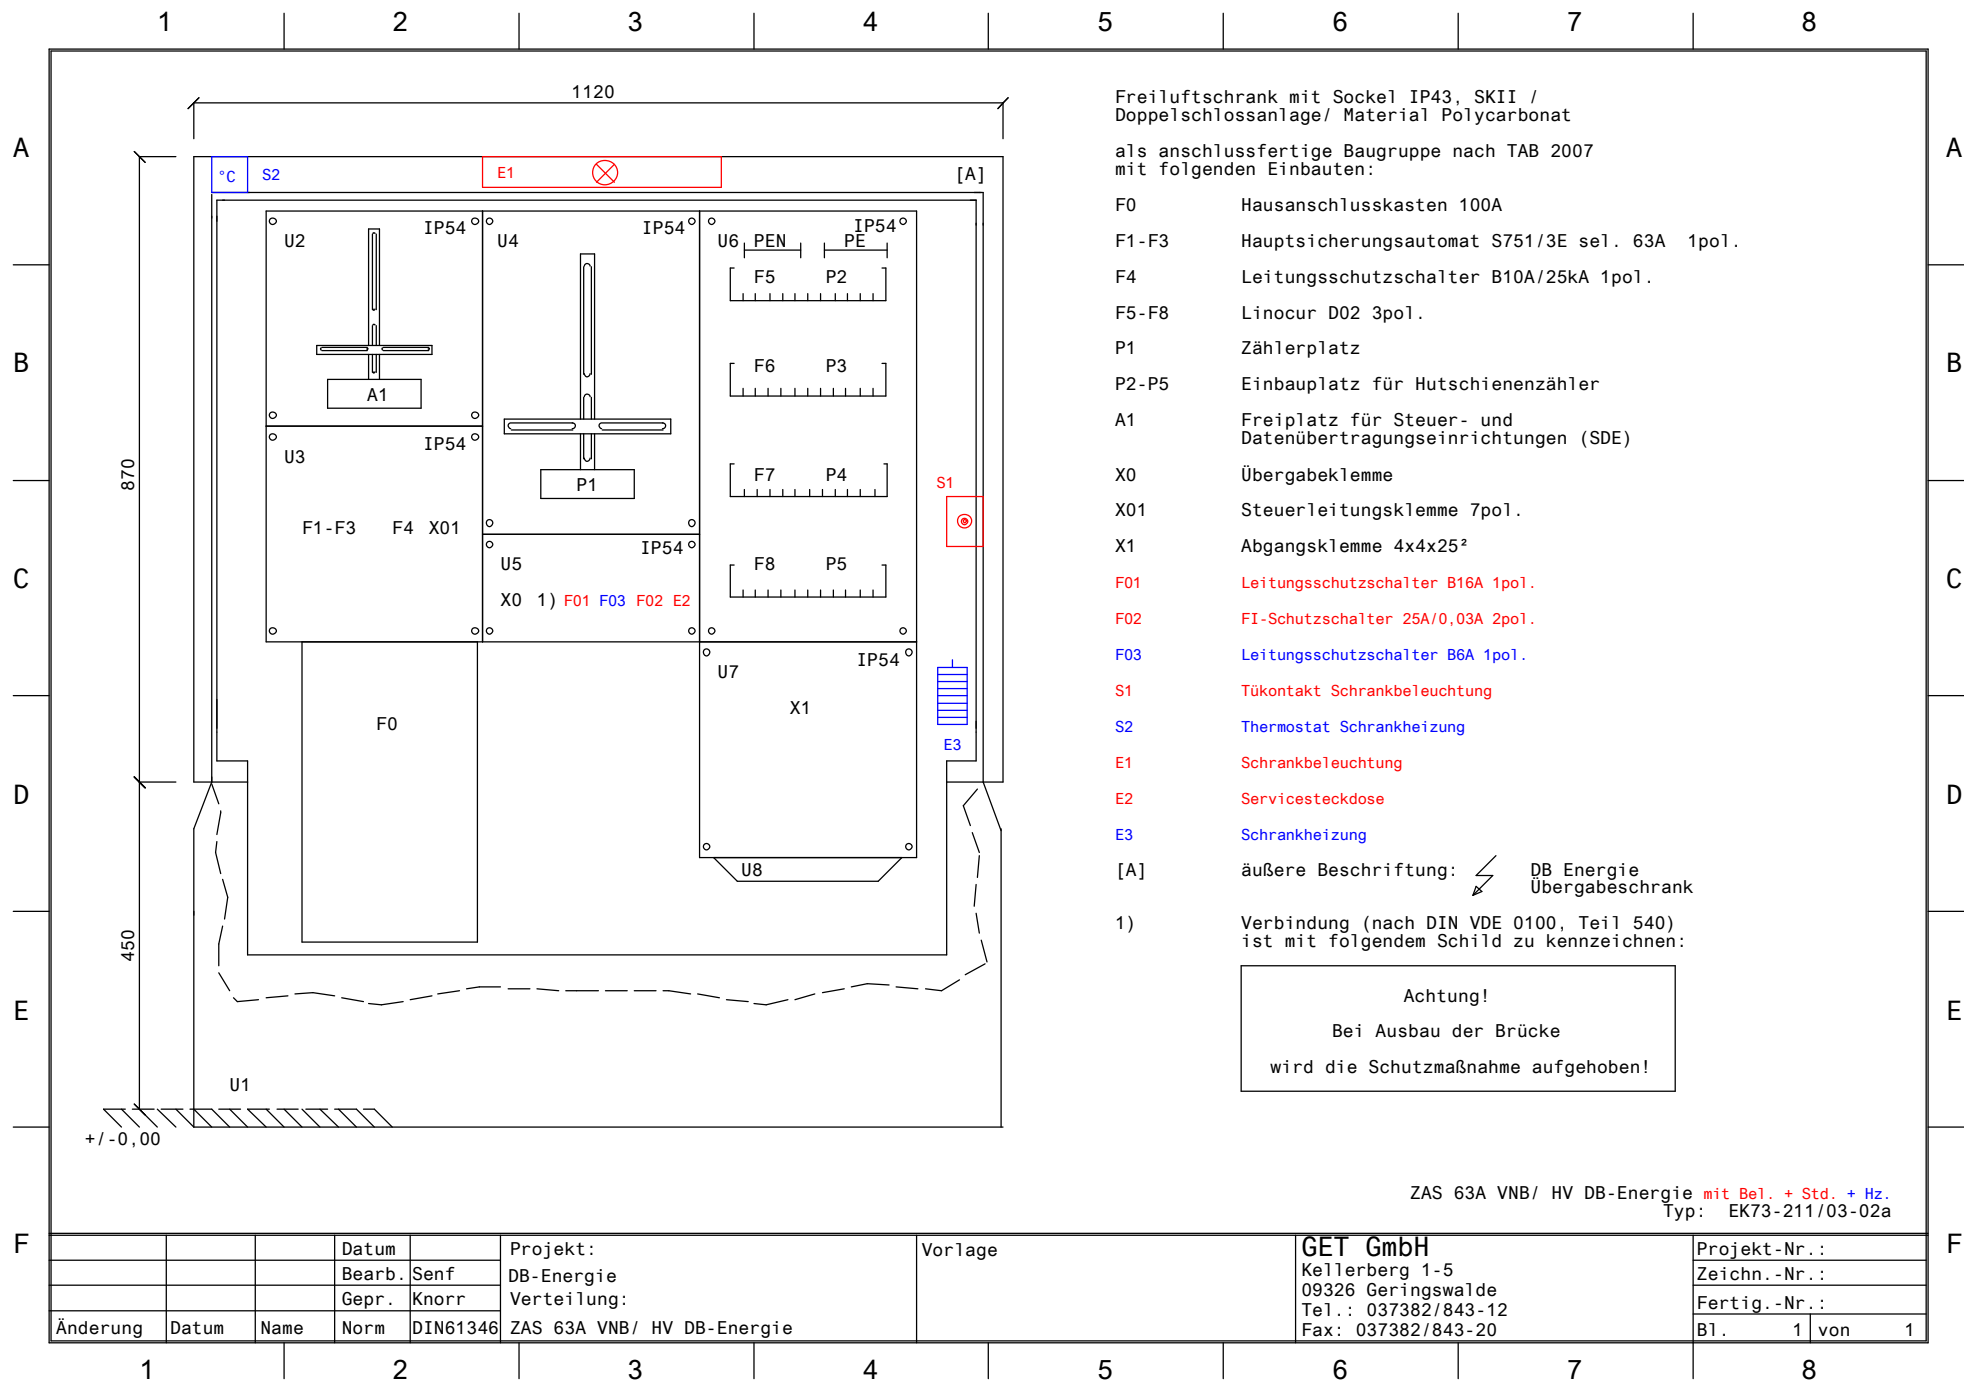 1 2 3 4 5 6 7 8
A A
B B
C C
D D
E E
F F
1120
870
450
°C S2
E1
[A]
U2 IP54
A1
U3 IP54
F1-F3 F4 X01
U4 IP54
P1
U5 IP54
X0 1) F01 F03 F02 E2
U6 PEN PE IP54
F5 P2
F6 P3
F7 P4
F8 P5
S1
U7 IP54
X1
E3
F0
U8
U1
+/-0,00
Freiluftschrank mit Sockel IP43, SKII /
Doppelschlossanlage/ Material Polycarbonat
als anschlussfertige Baugruppe nach TAB 2007
mit folgenden Einbauten:
F0 Hausanschlusskasten 100A
F1-F3 Hauptsicherungsautomat S751/3E sel. 63A 1pol.
F4 Leitungsschutzschalter B10A/25kA 1pol.
F5-F8 Linocur D02 3pol.
P1 Zählerplatz
P2-P5 Einbauplatz für Hutschienenzähler
A1 Freiplatz für Steuer- und
Datenübertragungseinrichtungen (SDE)
X0 Übergabeklemme
X01 Steuerleitungsklemme 7pol.
X1 Abgangsklemme 4x4x25²
F01 Leitungsschutzschalter B16A 1pol.
F02 FI-Schutzschalter 25A/0,03A 2pol.
F03 Leitungsschutzschalter B6A 1pol.
S1 Tükontakt Schrankbeleuchtung
S2 Thermostat Schrankheizung
E1 Schrankbeleuchtung
E2 Servicesteckdose
E3 Schrankheizung
[A] äußere Beschriftung: DB Energie
Übergabeschrank
1) Verbindung (nach DIN VDE 0100, Teil 540)
ist mit folgendem Schild zu kennzeichnen:
Achtung!
Bei Ausbau der Brücke
wird die Schutzmaßnahme aufgehoben!
ZAS 63A VNB/ HV DB-Energie mit Bel. + Std. + Hz.
Typ: EK73-211/03-02a
Datum
Bearb. Senf
Gepr. Knorr
Änderung Datum Name Norm DIN61346
Projekt:
DB-Energie
Verteilung:
ZAS 63A VNB/ HV DB-Energie
Vorlage
GET GmbH
Kellerberg 1-5
09326 Geringswalde
Tel.: 037382/843-12
Fax: 037382/843-20
Projekt-Nr.:
Zeichn.-Nr.:
Fertig.-Nr.:
Bl. 1 von 1
1 2 3 4 5 6 7 8